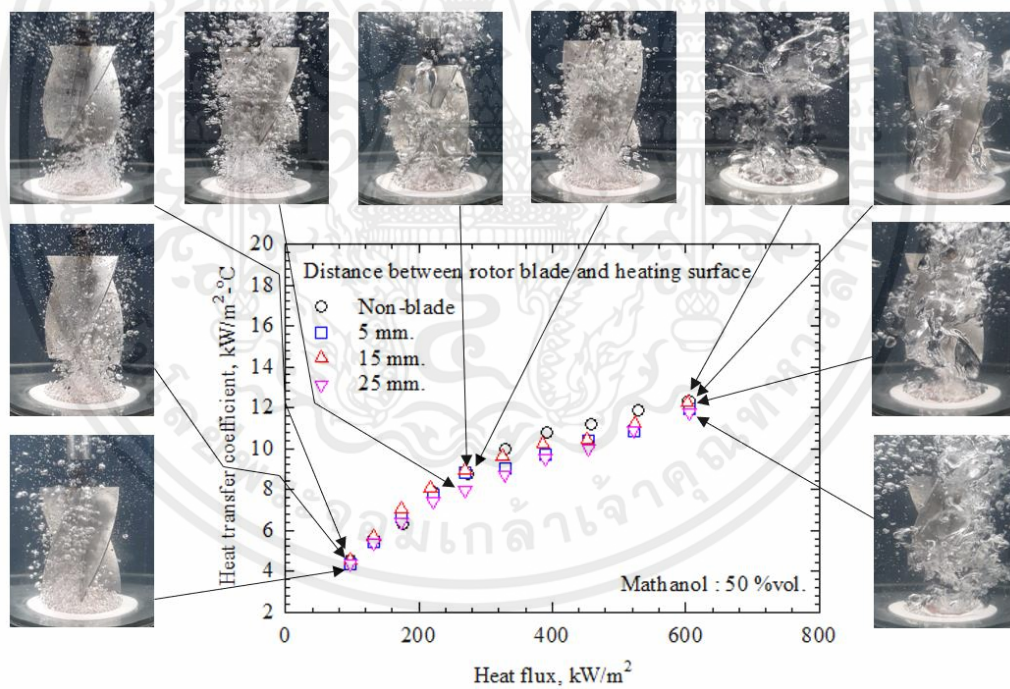 20
18
16
14
12
10
8
6
4
2
Heat transfer coefficient, kW/m²-°C
Distance between rotor blade and heating surface
Non-blade
5 mm.
15 mm.
25 mm.
Mathanol : 50 %vol.
0 200 400 600 800
Heat flux, kW/m²